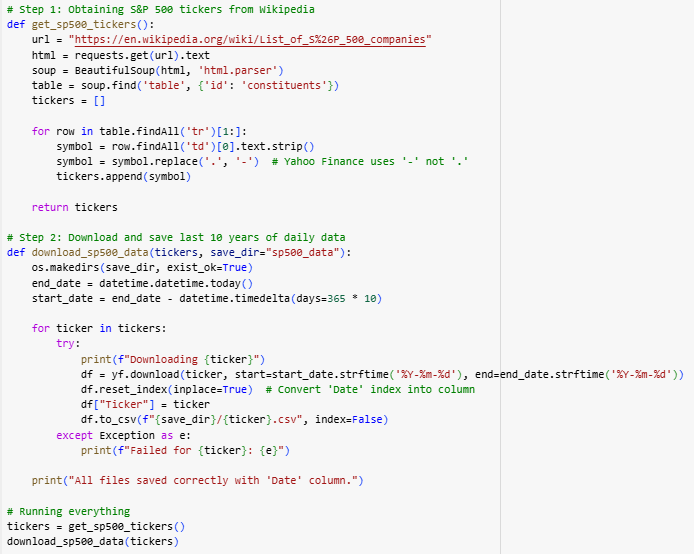 # Step 1: Obtaining S&P 500 tickers from Wikipedia
def get_sp500_tickers():
    url = "https://en.wikipedia.org/wiki/List_of_S%26P_500_companies"
    html = requests.get(url).text
    soup = BeautifulSoup(html, 'html.parser')
    table = soup.find('table', {'id': 'constituents'})
    tickers = []

    for row in table.findAll('tr')[1:]:
        symbol = row.findAll('td')[0].text.strip()
        symbol = symbol.replace('.', '-')  # Yahoo Finance uses '-' not '.'
        tickers.append(symbol)

    return tickers

# Step 2: Download and save last 10 years of daily data
def download_sp500_data(tickers, save_dir="sp500_data"):
    os.makedirs(save_dir, exist_ok=True)
    end_date = datetime.datetime.today()
    start_date = end_date - datetime.timedelta(days=365 * 10)

    for ticker in tickers:
        try:
            print(f"Downloading {ticker}")
            df = yf.download(ticker, start=start_date.strftime('%Y-%m-%d'), end=end_date.strftime('%Y-%m-%d'))
            df.reset_index(inplace=True)  # Convert 'Date' index into column
            df["Ticker"] = ticker
            df.to_csv(f"{save_dir}/{ticker}.csv", index=False)
        except Exception as e:
            print(f"Failed for {ticker}: {e}")

    print("All files saved correctly with 'Date' column.")

# Running everything
tickers = get_sp500_tickers()
download_sp500_data(tickers)